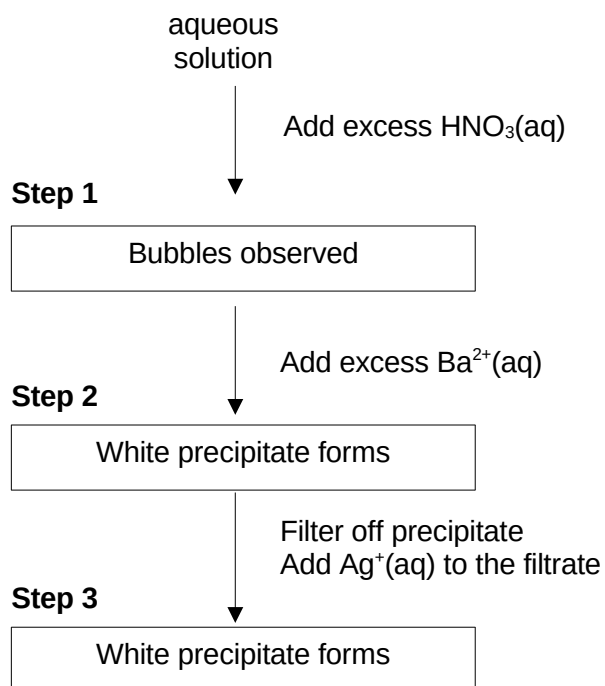 aqueous
solution
Add excess HNO₃(aq)
Step 1
Bubbles observed
Add excess Ba²⁺(aq)
Step 2
White precipitate forms
Filter off precipitate
Add Ag⁺(aq) to the filtrate
Step 3
White precipitate forms